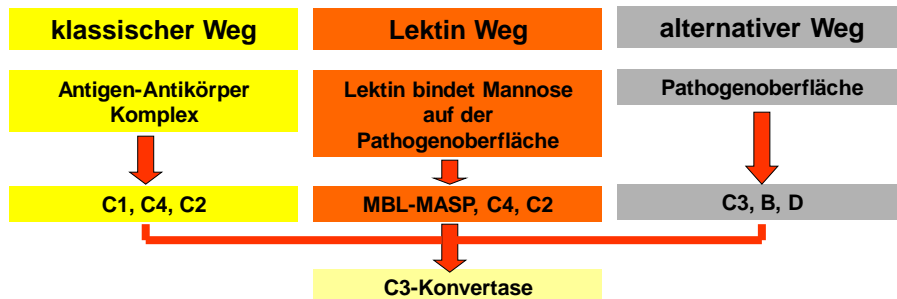 klassischer Weg
Lektin Weg
alternativer Weg
Antigen-Antikörper
Komplex
Lektin bindet Mannose
auf der
Pathogenoberfläche
Pathogenoberfläche
C1, C4, C2
MBL-MASP, C4, C2
C3, B, D
C3-Konvertase